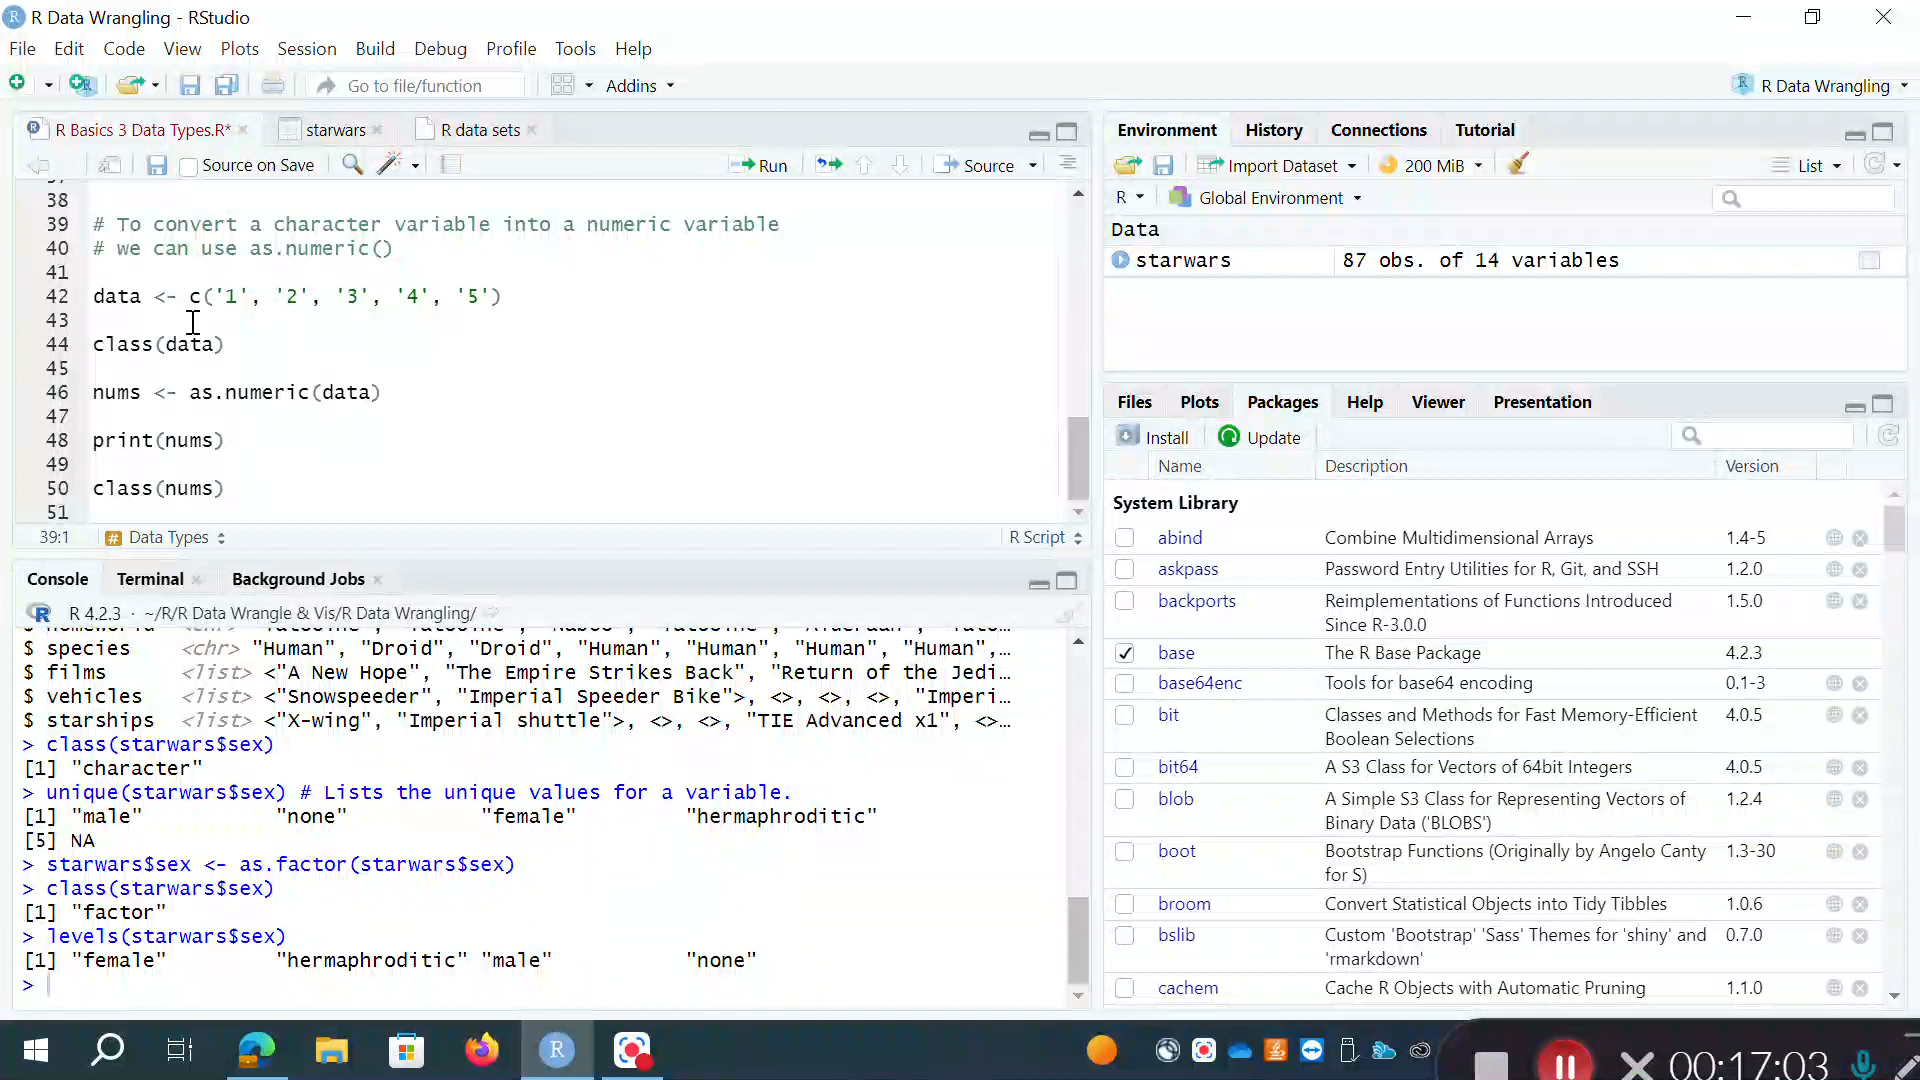 R Data Wrangling - RStudio
File Edit Code View Plots Session Build Debug Profile Tools Help
Go to file/function Addins R Data Wrangling
R Basics 3 Data Types.R* starwars R data sets
Source on Save Run Source
38
39 # To convert a character variable into a numeric variable
40 # we can use as.numeric()
41
42 data <- c('1', '2', '3', '4', '5')
43
44 class(data)
45
46 nums <- as.numeric(data)
47
48 print(nums)
49
50 class(nums)
51
39:1 # Data Types R Script
Console Terminal Background Jobs
R 4.2.3 · ~/R/R Data Wrangle & Vis/R Data Wrangling/
$ species <chr> "Human", "Droid", "Droid", "Human", "Human", "Human", "Human",…
$ films <list> <"A New Hope", "The Empire Strikes Back", "Return of the Jedi…
$ vehicles <list> <"Snowspeeder", "Imperial Speeder Bike">, <>, <>, <>, "Imperi…
$ starships <list> <"X-wing", "Imperial shuttle">, <>, <>, "TIE Advanced x1", <>…
> class(starwars$sex)
[1] "character"
> unique(starwars$sex) # Lists the unique values for a variable.
[1] "male" "none" "female" "hermaphroditic"
[5] NA
> starwars$sex <- as.factor(starwars$sex)
> class(starwars$sex)
[1] "factor"
> levels(starwars$sex)
[1] "female" "hermaphroditic" "male" "none"
>
Environment History Connections Tutorial
Import Dataset 200 MiB List
R Global Environment
Data
starwars 87 obs. of 14 variables
Files Plots Packages Help Viewer Presentation
Install Update
Name Description Version
System Library
abind Combine Multidimensional Arrays 1.4-5
askpass Password Entry Utilities for R, Git, and SSH 1.2.0
backports Reimplementations of Functions Introduced 1.5.0
Since R-3.0.0
base The R Base Package 4.2.3
base64enc Tools for base64 encoding 0.1-3
bit Classes and Methods for Fast Memory-Efficient 4.0.5
Boolean Selections
bit64 A S3 Class for Vectors of 64bit Integers 4.0.5
blob A Simple S3 Class for Representing Vectors of 1.2.4
Binary Data ('BLOBS')
boot Bootstrap Functions (Originally by Angelo Canty 1.3-30
for S)
broom Convert Statistical Objects into Tidy Tibbles 1.0.6
bslib Custom 'Bootstrap' 'Sass' Themes for 'shiny' and 0.7.0
'rmarkdown'
cachem Cache R Objects with Automatic Pruning 1.1.0
00:17:03